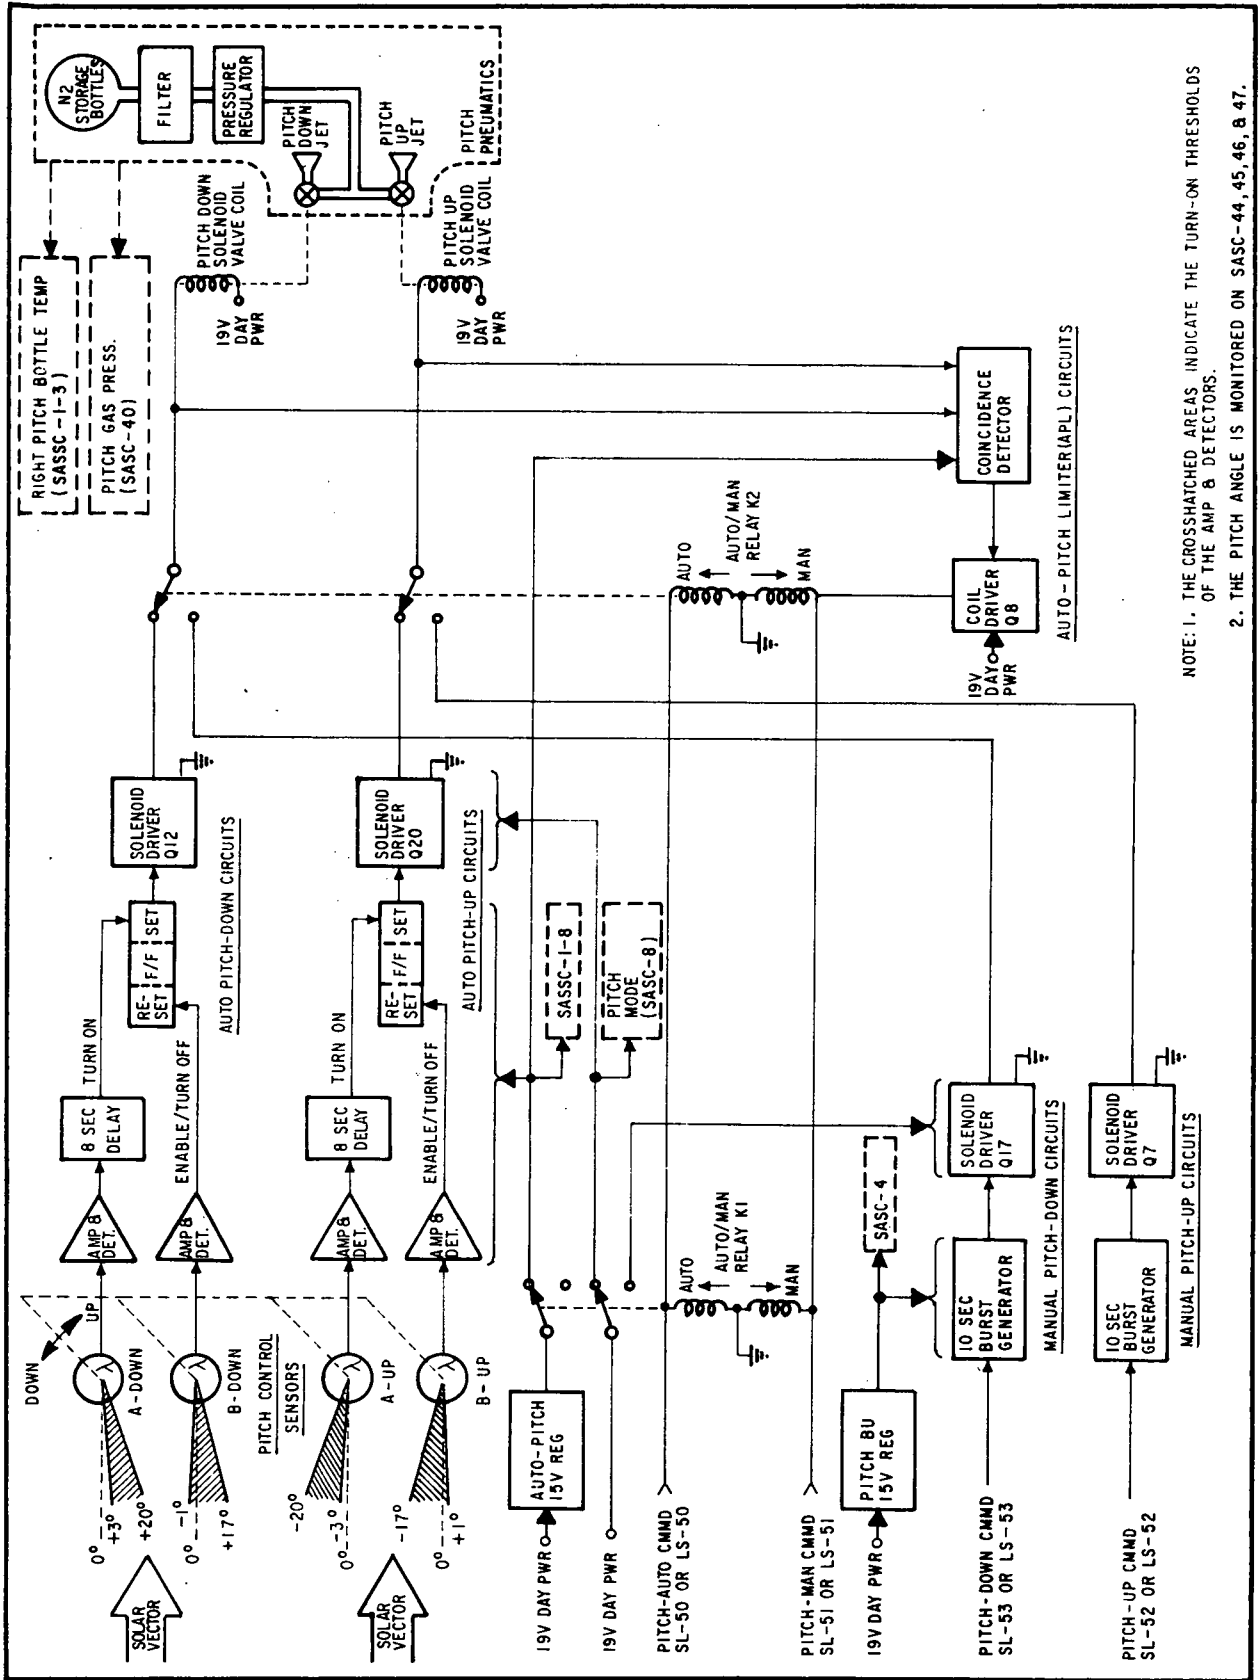 SOLAR
VECTOR
0°
+3°
+20°
0°
-1°
+17°
DOWN
UP
A-DOWN
B-DOWN
PITCH CONTROL
SENSORS
AMP &
DET.
AMP &
DET.
8 SEC
DELAY
TURN ON
ENABLE/TURN OFF
RE-
SET
F/F
SET
SOLENOID
DRIVER
Q12
AUTO PITCH-DOWN CIRCUITS
SOLAR
VECTOR
-20°
-3°
0°
-17°
0°
+1°
A-UP
B-UP
AMP &
DET.
AMP &
DET.
8 SEC
DELAY
TURN ON
ENABLE/TURN OFF
RE-
SET
F/F
SET
SOLENOID
DRIVER
Q20
AUTO PITCH-UP CIRCUITS
RIGHT PITCH BOTTLE TEMP
(SASSC-1-3)
PITCH GAS PRESS.
(SASC-40)
N2
STORAGE
BOTTLES
FILTER
PRESSURE
REGULATOR
PITCH
DOWN
JET
PITCH
UP
JET
PITCH
PNEUMATICS
PITCH DOWN
SOLENOID
VALVE COIL
19V
DAY
PWR
PITCH UP
SOLENOID
VALVE COIL
19V
DAY
PWR
19V DAY PWR
AUTO-PITCH
15V REG
19V DAY PWR
SASSC-1-8
PITCH
MODE
(SASC-8)
PITCH-AUTO CMMD
SL-50 OR LS-50
AUTO
AUTO/MAN
RELAY K1
MAN
AUTO
AUTO/MAN
RELAY K2
MAN
PITCH-MAN CMMD
SL-51 OR LS-51
COINCIDENCE
DETECTOR
COIL
DRIVER
Q8
19V
DAY
PWR
AUTO-PITCH LIMITER(APL) CIRCUITS
19V DAY PWR
PITCH BU
15V REG
SASC-4
PITCH-DOWN CMMD
SL-53 OR LS-53
10 SEC
BURST
GENERATOR
SOLENOID
DRIVER
Q17
MANUAL PITCH-DOWN CIRCUITS
PITCH-UP CMMD
SL-52 OR LS-52
10 SEC
BURST
GENERATOR
SOLENOID
DRIVER
Q7
MANUAL PITCH-UP CIRCUITS
NOTE: 1. THE CROSSHATCHED AREAS INDICATE THE TURN-ON THRESHOLDS
OF THE AMP & DETECTORS.
2. THE PITCH ANGLE IS MONITORED ON SASC-44, 45, 46, & 47.